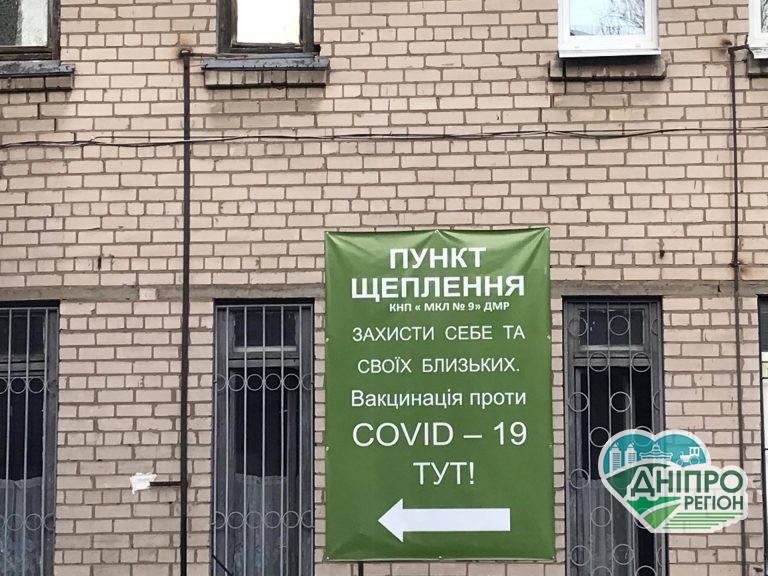 ПУНКТ
ЩЕПЛЕННЯ
КНП « МКЛ № 9» ДМР
ЗАХИСТИ СЕБЕ ТА
СВОЇХ БЛИЗЬКИХ.
Вакцинація проти
COVID – 19
ТУТ!
ДНІПРО
РЕГІОН